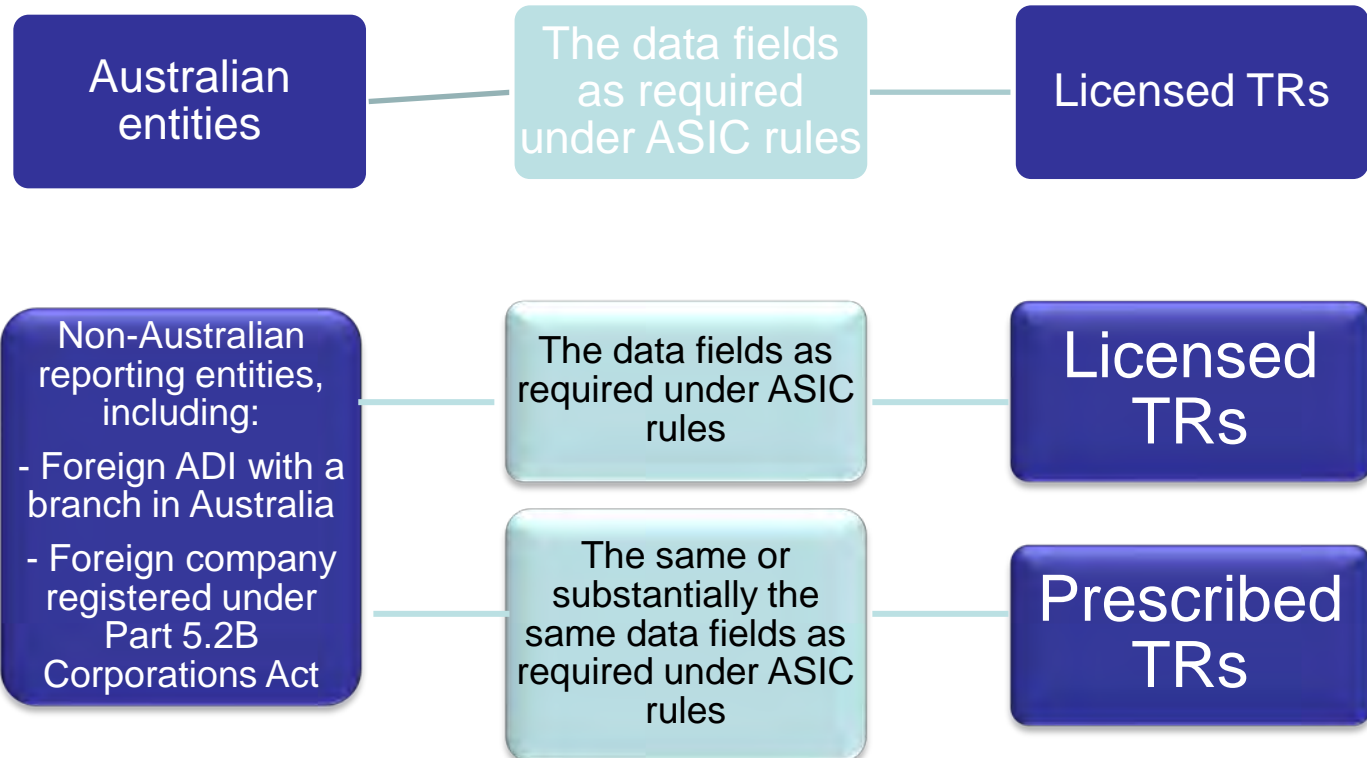 Australian
entities
The data fields
as required
under ASIC rules
Licensed TRs
Non-Australian
reporting entities,
including:
- Foreign ADI with a
branch in Australia
- Foreign company
registered under
Part 5.2B
Corporations Act
The data fields as
required under ASIC
rules
Licensed
TRs
The same or
substantially the
same data fields as
required under ASIC
rules
Prescribed
TRs